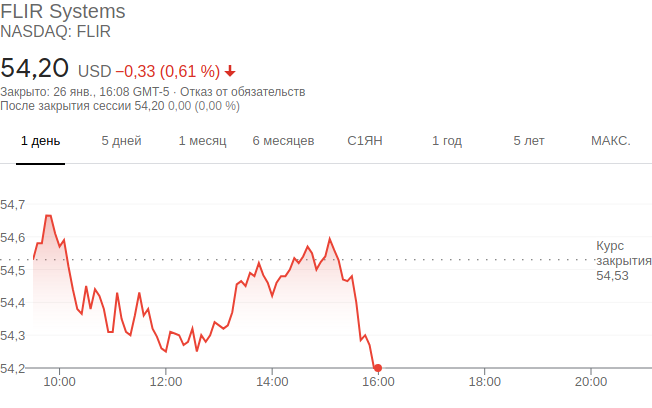 FLIR Systems
NASDAQ: FLIR
54,20 USD −0,33 (0,61 %)
Закрыто: 26 янв., 16:08 GMT-5 · Отказ от обязательств
После закрытия сессии 54,20 0,00 (0,00 %)
1 день 5 дней 1 месяц 6 месяцев С1ЯН 1 год 5 лет МАКС.
54,7
54,6
Курс
закрытия
54,53
54,5
54,4
54,3
54,2
10:00 12:00 14:00 16:00 18:00 20:00